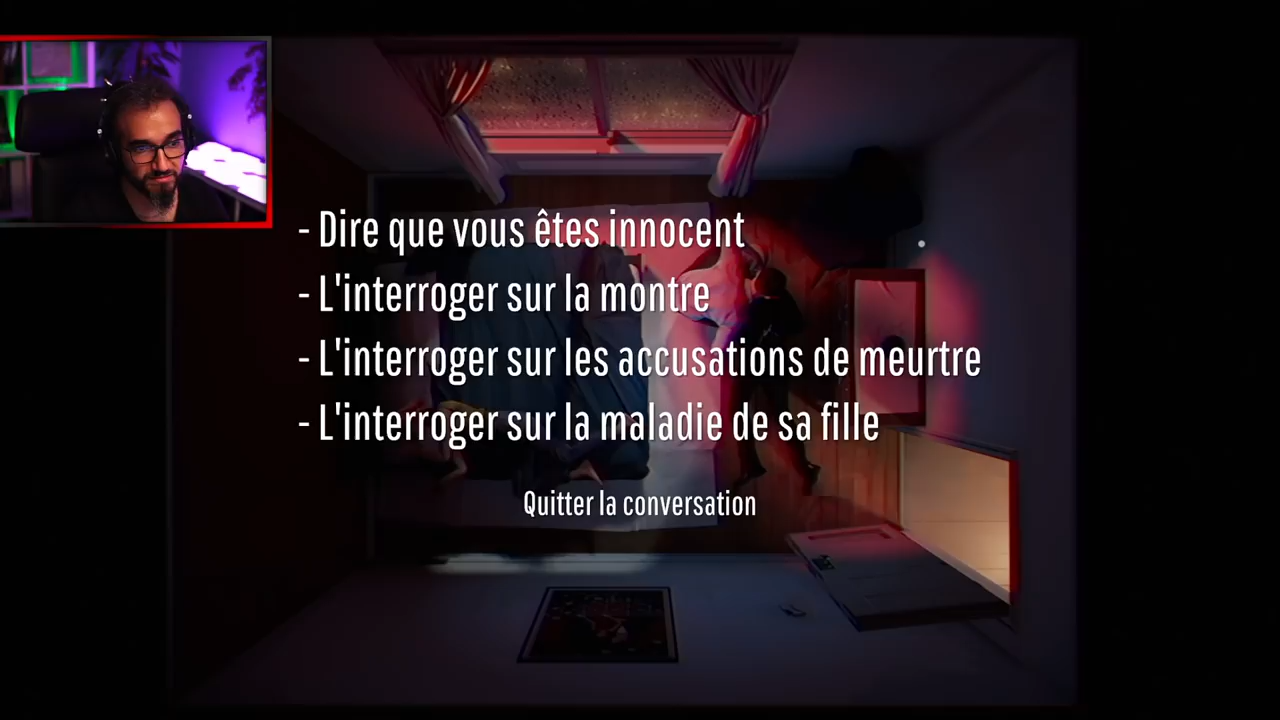 - Dire que vous êtes innocent
- L'interroger sur la montre
- L'interroger sur les accusations de meurtre
- L'interroger sur la maladie de sa fille
Quitter la conversation